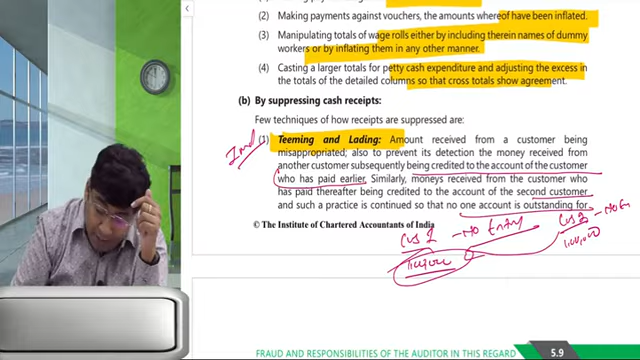 (2) Making payments against vouchers, the amounts whereof have been inflated.
(3) Manipulating totals of wage rolls either by including therein names of dummy
workers or by inflating them in any other manner.
(4) Casting a larger totals for petty cash expenditure and adjusting the excess in
the totals of the detailed columns so that cross totals show agreement.
(b) By suppressing cash receipts:
Few techniques of how receipts are suppressed are:
(1) Teeming and Lading: Amount received from a customer being
misappropriated; also to prevent its detection the money received from
another customer subsequently being credited to the account of the customer
who has paid earlier. Similarly, moneys received from the customer who
has paid thereafter being credited to the account of the second customer
and such a practice is continued so that no one account is outstanding for
© The Institute of Chartered Accountants of India
Cus 1 - No Entry
FRAUD AND RESPONSIBILITIES OF THE AUDITOR IN THIS REGARD
5.9